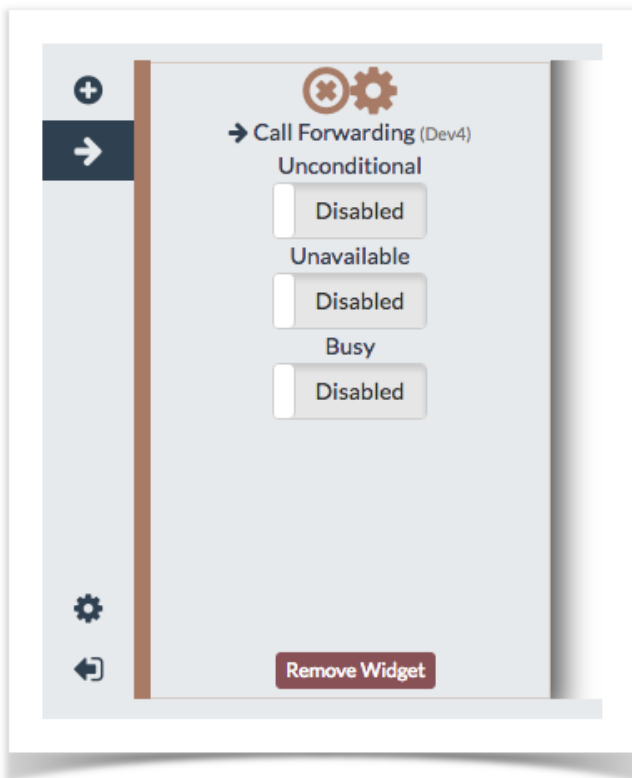 Call Forwarding (Dev4)
Unconditional
Disabled
Unavailable
Disabled
Busy
Disabled
Remove Widget